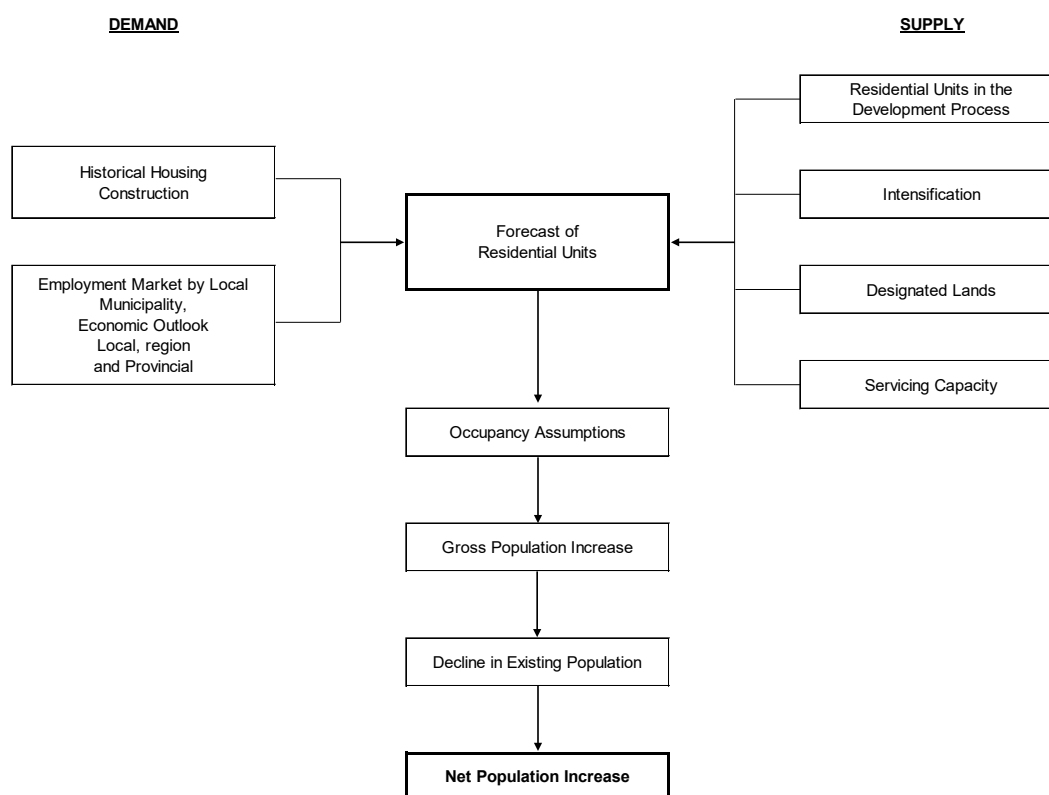 DEMAND
SUPPLY
Residential Units in the
Development Process
Historical Housing
Construction
Intensification
Forecast of
Residential Units
Employment Market by Local
Municipality,
Economic Outlook
Local, region
and Provincial
Designated Lands
Servicing Capacity
Occupancy Assumptions
Gross Population Increase
Decline in Existing Population
Net Population Increase